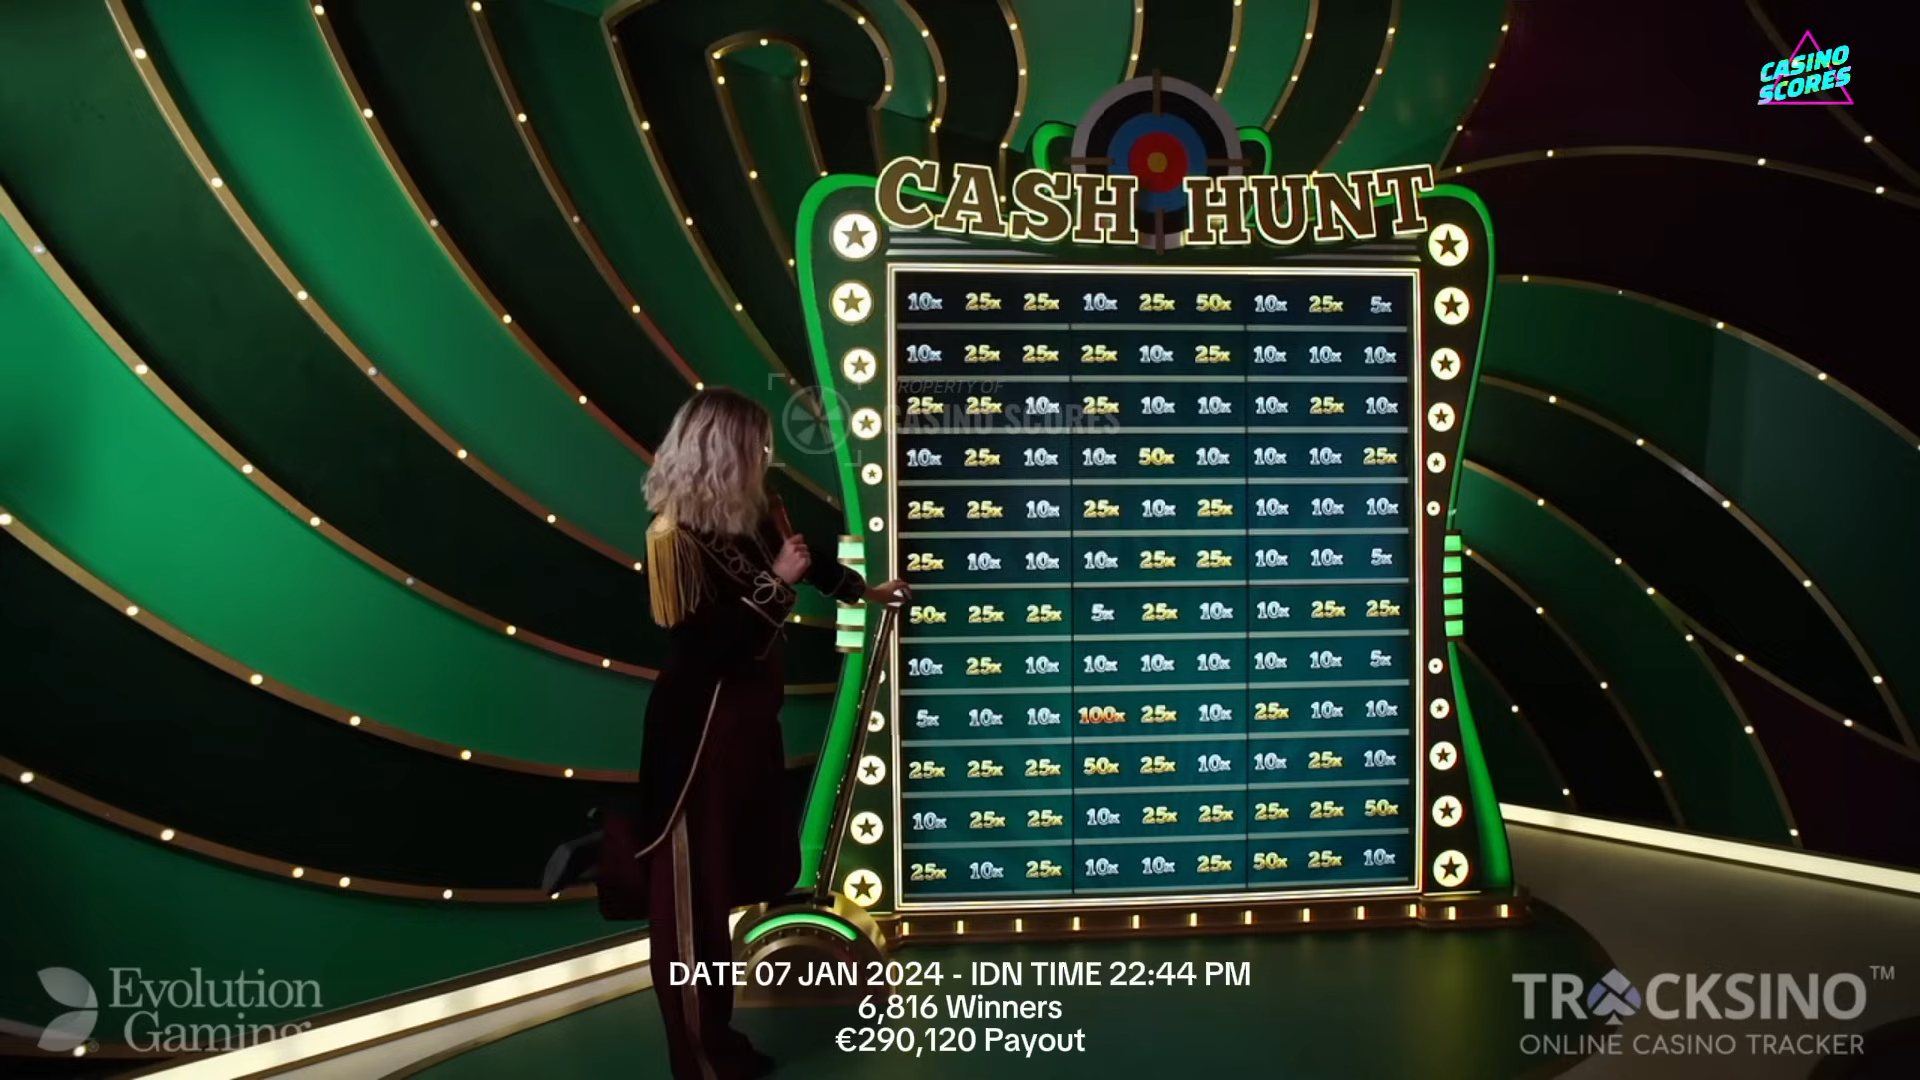 CASINO
SCORES
CASH HUNT
10x 25x 25x 10x 25x 50x 10x 25x 5x
10x 25x 25x 25x 10x 25x 10x 10x 10x
PROPERTY OF
25x 25x 10x 25x 10x 10x 10x 25x 10x
CASINO SCORES
10x 25x 10x 10x 50x 10x 10x 10x 25x
25x 25x 10x 25x 10x 25x 10x 10x 10x
25x 10x 10x 10x 25x 25x 10x 10x 5x
50x 25x 25x 5x 25x 10x 10x 25x 25x
10x 25x 10x 10x 10x 10x 10x 10x 5x
5x 10x 10x 100x 25x 10x 25x 10x 10x
25x 25x 25x 50x 25x 10x 10x 25x 10x
10x 25x 25x 10x 25x 25x 25x 25x 50x
25x 10x 25x 10x 10x 25x 50x 25x 10x
DATE 07 JAN 2024 - IDN TIME 22:44 PM
6,816 Winners
€290,120 Payout
Evolution
Gaming
TRACKSINO™
ONLINE CASINO TRACKER